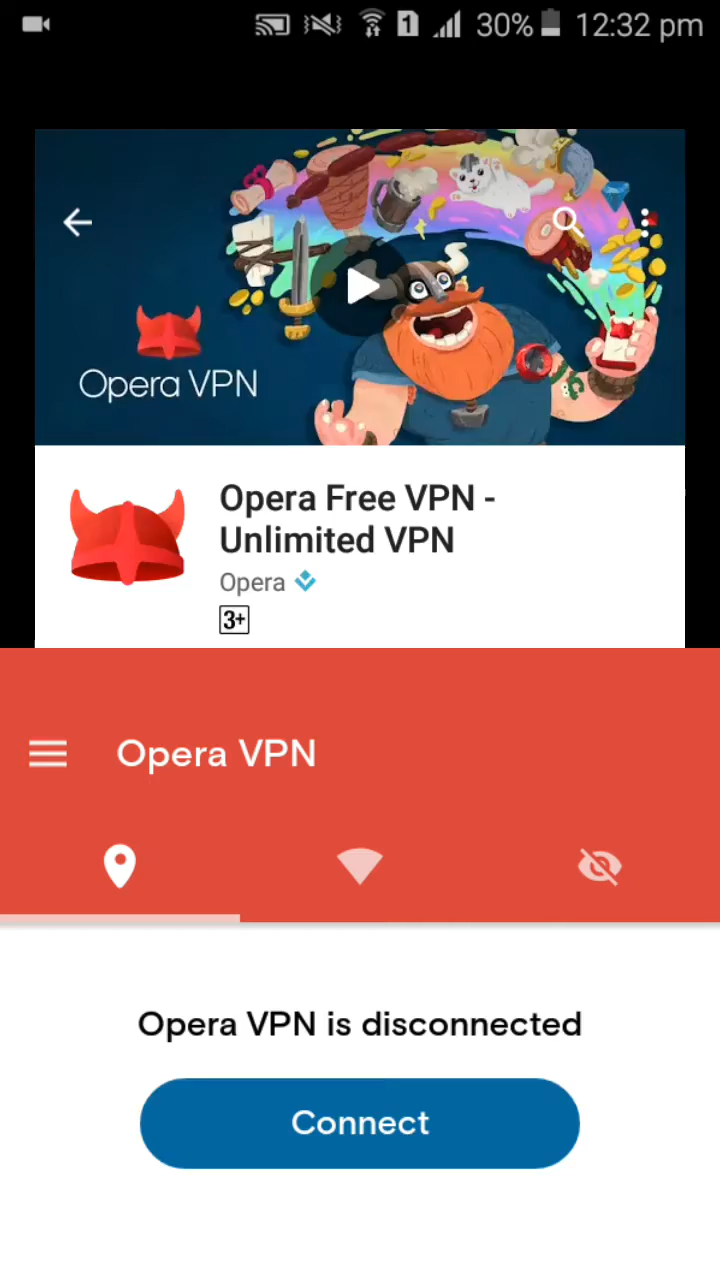 1 30% 12:32 pm
Opera VPN
Opera Free VPN -
Unlimited VPN
Opera
3+
Opera VPN
Opera VPN is disconnected
Connect